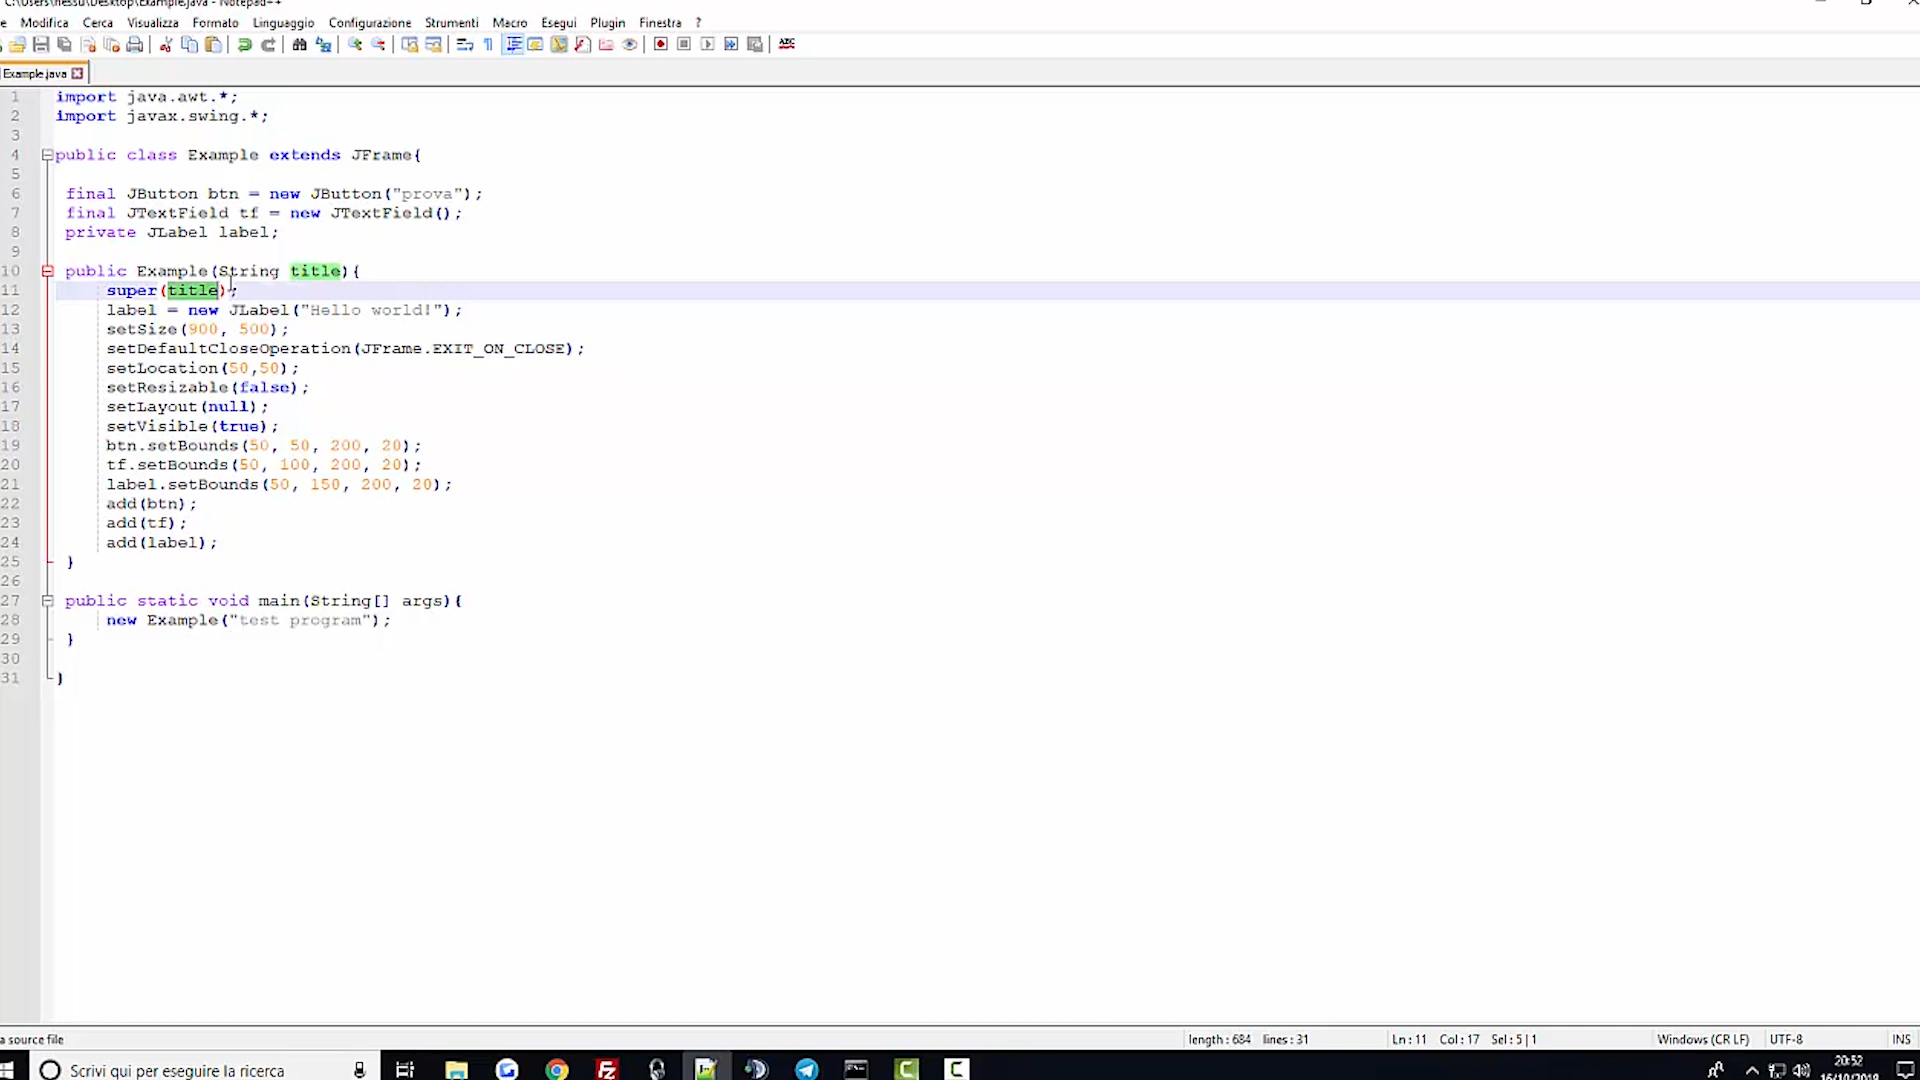 C:\Users\nessu\Desktop\Example.java - Notepad++
Modifica Cerca Visualizza Formato Linguaggio Configurazione Strumenti Macro Esegui Plugin Finestra ?
Example.java
1 import java.awt.*;
2 import javax.swing.*;
3
4 public class Example extends JFrame{
5
6 final JButton btn = new JButton("prova");
7 final JTextField tf = new JTextField();
8 private JLabel label;
9
10 public Example(String title){
11 super(title);
12 label = new JLabel("Hello world!");
13 setSize(900, 500);
14 setDefaultCloseOperation(JFrame.EXIT_ON_CLOSE);
15 setLocation(50,50);
16 setResizable(false);
17 setLayout(null);
18 setVisible(true);
19 btn.setBounds(50, 50, 200, 20);
20 tf.setBounds(50, 100, 200, 20);
21 label.setBounds(50, 150, 200, 20);
22 add(btn);
23 add(tf);
24 add(label);
25 }
26
27 public static void main(String[] args){
28 new Example("test program");
29 }
30
31 }
a source file length : 684 lines : 31 Ln : 11 Col : 17 Sel : 5 | 1 Windows (CR LF) UTF-8 INS
Scrivi qui per eseguire la ricerca
20:52
16/10/2019